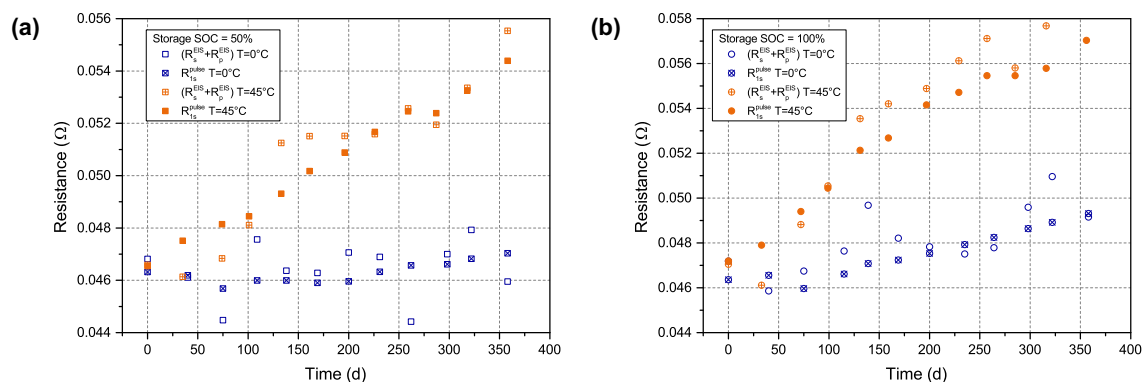 (a)
0.056
0.054
0.052
0.050
0.048
0.046
0.044
Resistance (Ω)
Storage SOC = 50%
(R_s^EIS+R_p^EIS) T=0°C
R_1s^pulse T=0°C
(R_s^EIS+R_p^EIS) T=45°C
R_1s^pulse T=45°C
0 50 100 150 200 250 300 350 400
Time (d)
(b)
0.058
0.056
0.054
0.052
0.050
0.048
0.046
0.044
Resistance (Ω)
Storage SOC = 100%
(R_s^EIS+R_p^EIS) T=0°C
R_1s^pulse T=0°C
(R_s^EIS+R_p^EIS) T=45°C
R_1s^pulse T=45°C
0 50 100 150 200 250 300 350 400
Time (d)